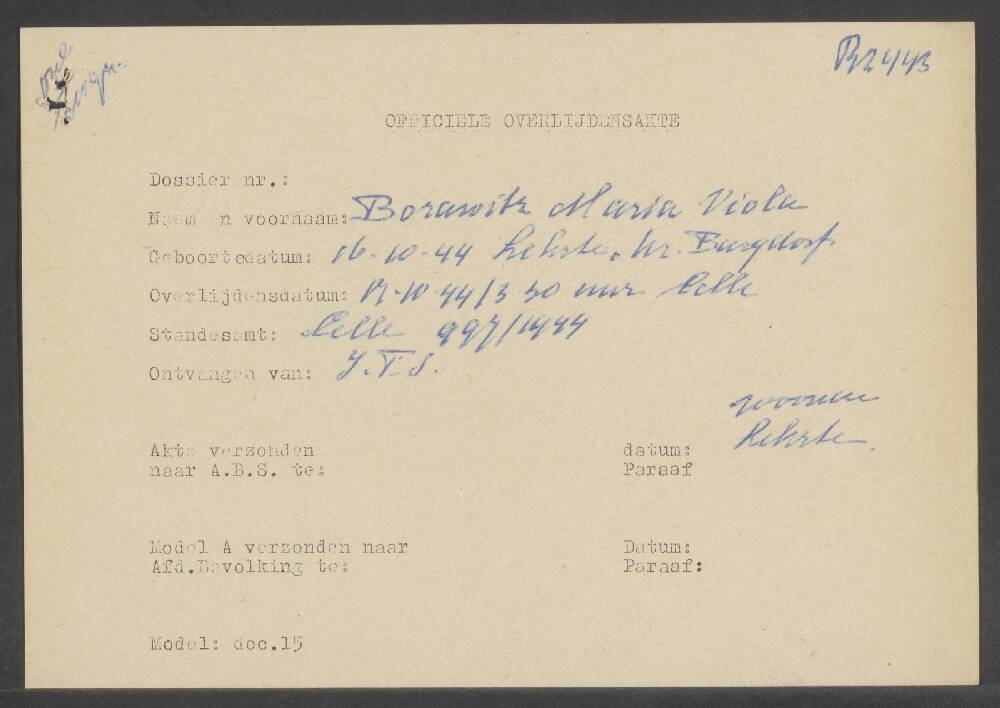 B2443
OFFICIELE OVERLIJDENSAKTE
Dossier nr.:
Naam en voornaam: Borawitz Maria Viola
Geboortedatum: 16-10-44 Lehrte. Kr. Burgdorf
Overlijdensdatum: 17-10-44/3 30 uur Celle
Standesamt: Celle 997/1944
Ontvangen van: I.T.S.
woonen
Lehrte.
Akte verzonden datum:
naar A.B.S. te: Paraaf
Model A verzonden naar Datum:
Afd.Bevolking te: Paraaf:
Model: doc.15